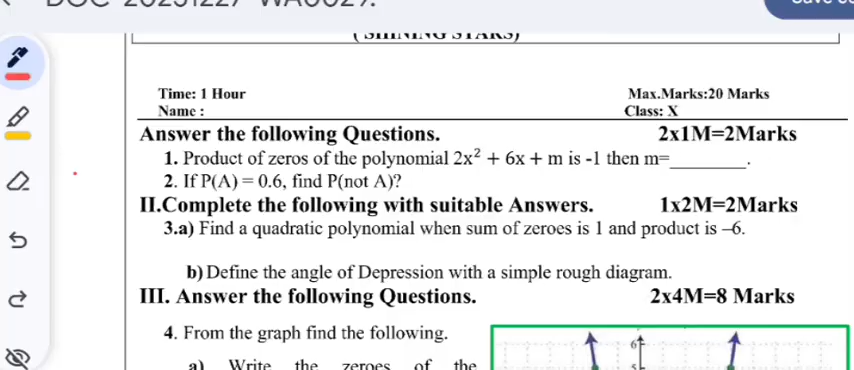 ( SHINING STARS)
Time: 1 Hour Max.Marks:20 Marks
Name : Class: X
Answer the following Questions. 2x1M=2Marks
1. Product of zeros of the polynomial 2x² + 6x + m is -1 then m=_________.
2. If P(A) = 0.6, find P(not A)?
II.Complete the following with suitable Answers. 1x2M=2Marks
3.a) Find a quadratic polynomial when sum of zeroes is 1 and product is –6.
b) Define the angle of Depression with a simple rough diagram.
III. Answer the following Questions. 2x4M=8 Marks
4. From the graph find the following.
6
a) Write the zeroes of the
5